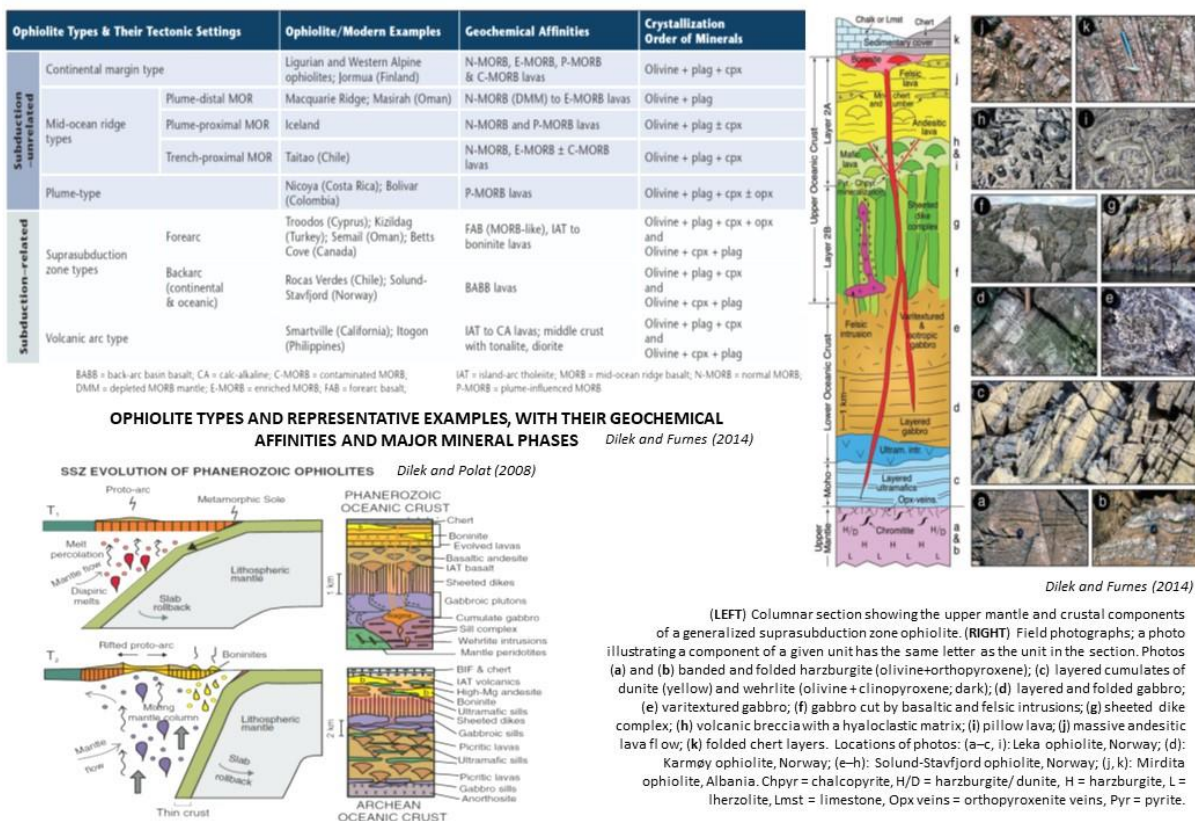 Ophiolite Types & Their Tectonic Settings
Ophiolite/Modern Examples
Geochemical Affinities
Crystallization
Order of Minerals
Subduction
–unrelated
Continental margin type
Ligurian and Western Alpine
ophiolites; Jormua (Finland)
N-MORB, E-MORB, P-MORB
& C-MORB lavas
Olivine + plag + cpx
Mid-ocean ridge
types
Plume-distal MOR
Macquarie Ridge; Masirah (Oman)
N-MORB (DMM) to E-MORB lavas
Olivine + plag
Plume-proximal MOR
Iceland
N-MORB and P-MORB lavas
Olivine + plag ± cpx
Trench-proximal MOR
Taitao (Chile)
N-MORB, E-MORB ± C-MORB
lavas
Olivine + plag + cpx
Plume-type
Nicoya (Costa Rica); Bolivar
(Colombia)
P-MORB lavas
Olivine + plag + cpx ± opx
Subduction-related
Suprasubduction
zone types
Forearc
Troodos (Cyprus); Kizildag
(Turkey); Semail (Oman); Betts
Cove (Canada)
FAB (MORB-like), IAT to
boninite lavas
Olivine + plag + cpx + opx
and
Olivine + cpx + plag
Backarc
(continental
& oceanic)
Rocas Verdes (Chile); Solund-
Stavfjord (Norway)
BABB lavas
Olivine + plag + cpx
and
Olivine + cpx + plag
Volcanic arc type
Smartville (California); Itogon
(Philippines)
IAT to CA lavas; middle crust
with tonalite, diorite
Olivine + plag + cpx
and
Olivine + cpx + plag
BABB = back-arc basin basalt; CA = calc-alkaline; C-MORB = contaminated MORB;
DMM = depleted MORB mantle; E-MORB = enriched MORB; FAB = forearc basalt;
IAT = island-arc tholeiite; MORB = mid-ocean ridge basalt; N-MORB = normal MORB;
P-MORB = plume-influenced MORB
OPHIOLITE TYPES AND REPRESENTATIVE EXAMPLES, WITH THEIR GEOCHEMICAL
AFFINITIES AND MAJOR MINERAL PHASES Dilek and Furnes (2014)
SSZ EVOLUTION OF PHANEROZOIC OPHIOLITES Dilek and Polat (2008)
Proto-arc
Metamorphic Sole
T1
Melt
percolation
Mantle flow
Diapiric
melts
Lithospheric
mantle
Slab
rollback
Rifted proto-arc
Boninites
T2
mantle column
Mantle
flow
Lithospheric
mantle
Slab
rollback
Thin crust
PHANEROZOIC
OCEANIC CRUST
Chert
Boninite
Evolved lavas
Basaltic andesite
IAT basalt
Sheeted dikes
Gabbroic plutons
Cumulate gabbro
Sill complex
Wehrlite intrusions
Mantle peridotites
1 km
BIF & chert
IAT volcanics
High-Mg andesite
Boninite
Ultramafic sills
Sheeted dikes
Gabbroic sills
Picritic lavas
Ultramafic sills
Picritic lavas
Gabbro sills
Anorthosite
2 km
ARCHEAN
OCEANIC CRUST
Chalk or Lmst
Chert
Sedimentary cover
k
Boninite
Felsic
lava
j
Andesitic
lava
Mafic
lava
h
&
i
mineralization
Sheeted
dike
complex
g
f
Felsic
intrusion
Varitextured &
isotropic
gabbro
e
1 km
Layered
gabbro
d
Ultram. intr.
Layered
ultramafics
c
Opx-veins
H/D
Chromitite
H/D
H
H
H
L
L
L
L
a
&
b
Upper Oceanic Crust
Layer 2A
Layer 2B
Lower Oceanic Crust
Moho
Upper
Mantle
j
k
h
i
f
g
d
e
c
a
b
Dilek and Furnes (2014)
(LEFT) Columnar section showing the upper mantle and crustal components
of a generalized suprasubduction zone ophiolite. (RIGHT) Field photographs; a photo
illustrating a component of a given unit has the same letter as the unit in the section. Photos
(a) and (b) banded and folded harzburgite (olivine+orthopyroxene); (c) layered cumulates of
dunite (yellow) and wehrlite (olivine + clinopyroxene; dark); (d) layered and folded gabbro;
(e) varitextured gabbro; (f) gabbro cut by basaltic and felsic intrusions; (g) sheeted dike
complex; (h) volcanic breccia with a hyaloclastic matrix; (i) pillow lava; (j) massive andesitic
lava flow; (k) folded chert layers. Locations of photos: (a–c, i): Leka ophiolite, Norway; (d):
Karmøy ophiolite, Norway; (e–h): Solund-Stavfjord ophiolite, Norway; (j, k): Mirdita
ophiolite, Albania. Chpyr = chalcopyrite, H/D = harzburgite/ dunite, H = harzburgite, L =
lherzolite, Lmst = limestone, Opx veins = orthopyroxenite veins, Pyr = pyrite.